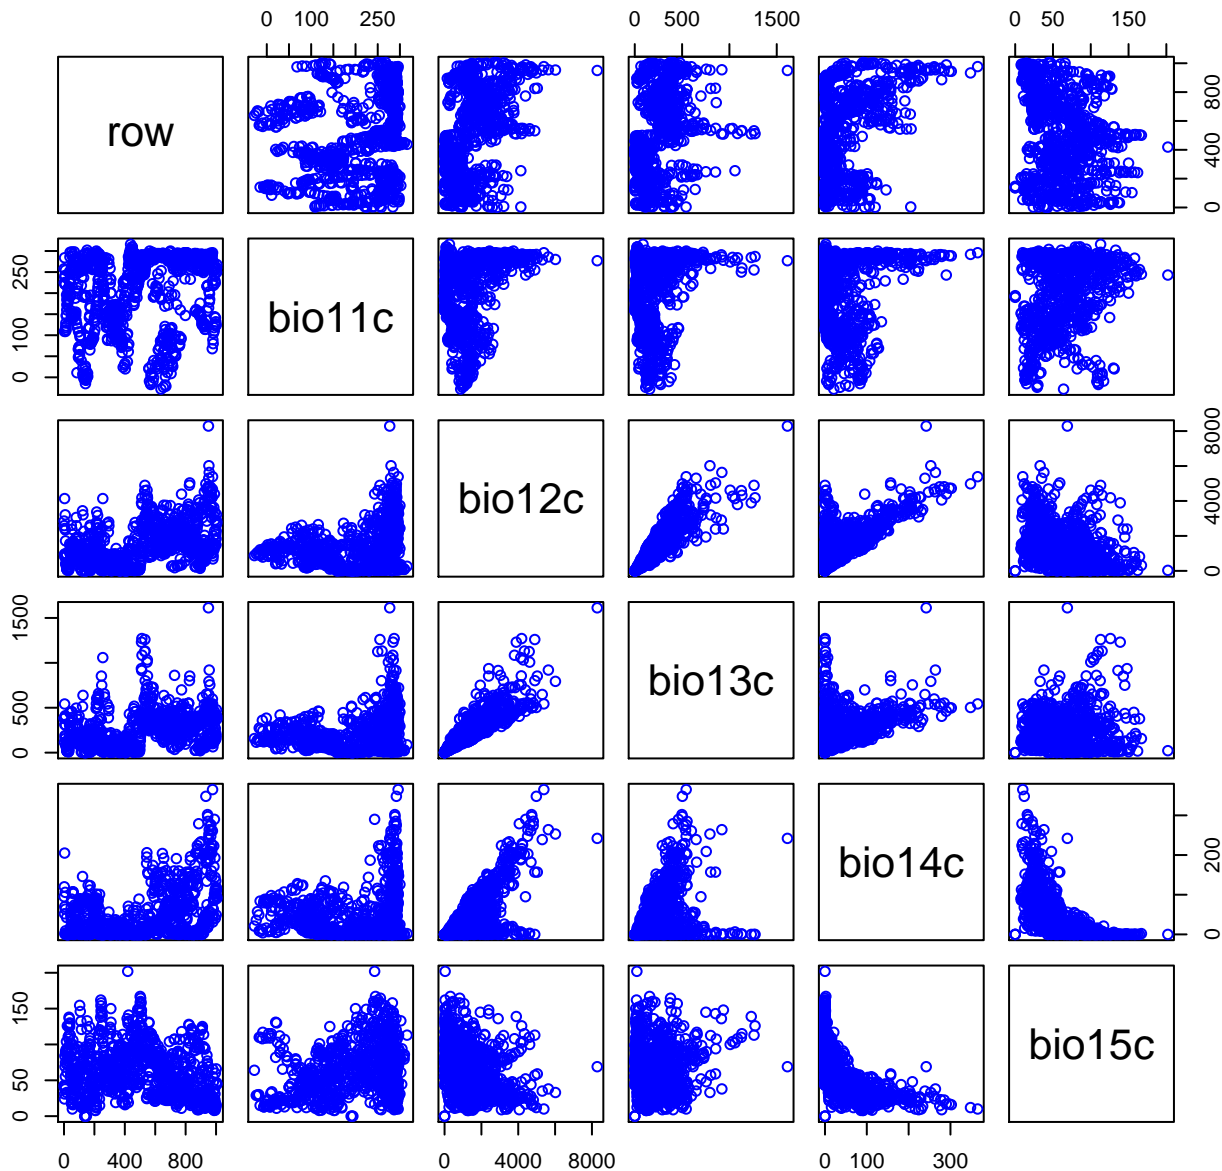 0 100 250 0 500 1500 0 50 150
row 0 400 800
0 100 250 bio11c
bio12c 0 4000 8000
0 500 1500 bio13c
bio14c 0 200
0 50 150 bio15c
0 400 800 0 4000 8000 0 100 300